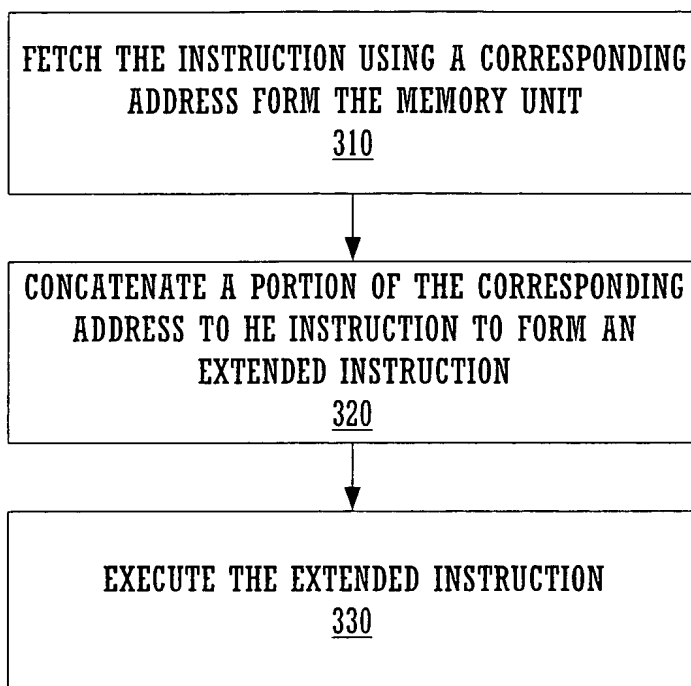 FETCH THE INSTRUCTION USING A CORRESPONDING
ADDRESS FORM THE MEMORY UNIT
310
CONCATENATE A PORTION OF THE CORRESPONDING
ADDRESS TO HE INSTRUCTION TO FORM AN
EXTENDED INSTRUCTION
320
EXECUTE THE EXTENDED INSTRUCTION
330